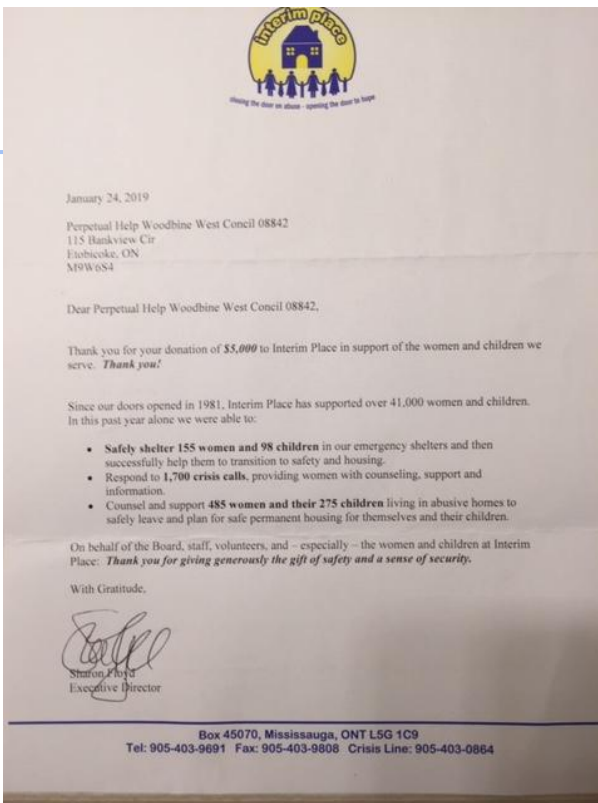 interim place
closing the door on abuse - opening the door to hope
January 24, 2019
Perpetual Help Woodbine West Concil 08842
115 Bankview Cir
Etobicoke, ON
M9W6S4
Dear Perpetual Help Woodbine West Concil 08842,
Thank you for your donation of $5,000 to Interim Place in support of the women and children we
serve. Thank you!
Since our doors opened in 1981, Interim Place has supported over 41,000 women and children.
In this past year alone we were able to:
• Safely shelter 155 women and 98 children in our emergency shelters and then
successfully help them to transition to safety and housing.
• Respond to 1,700 crisis calls, providing women with counseling, support and
information.
• Counsel and support 485 women and their 275 children living in abusive homes to
safely leave and plan for safe permanent housing for themselves and their children.
On behalf of the Board, staff, volunteers, and – especially – the women and children at Interim
Place: Thank you for giving generously the gift of safety and a sense of security.
With Gratitude,
Sharon Floyd
Executive Director
Box 45070, Mississauga, ONT L5G 1C9
Tel: 905-403-9691 Fax: 905-403-9808 Crisis Line: 905-403-0864